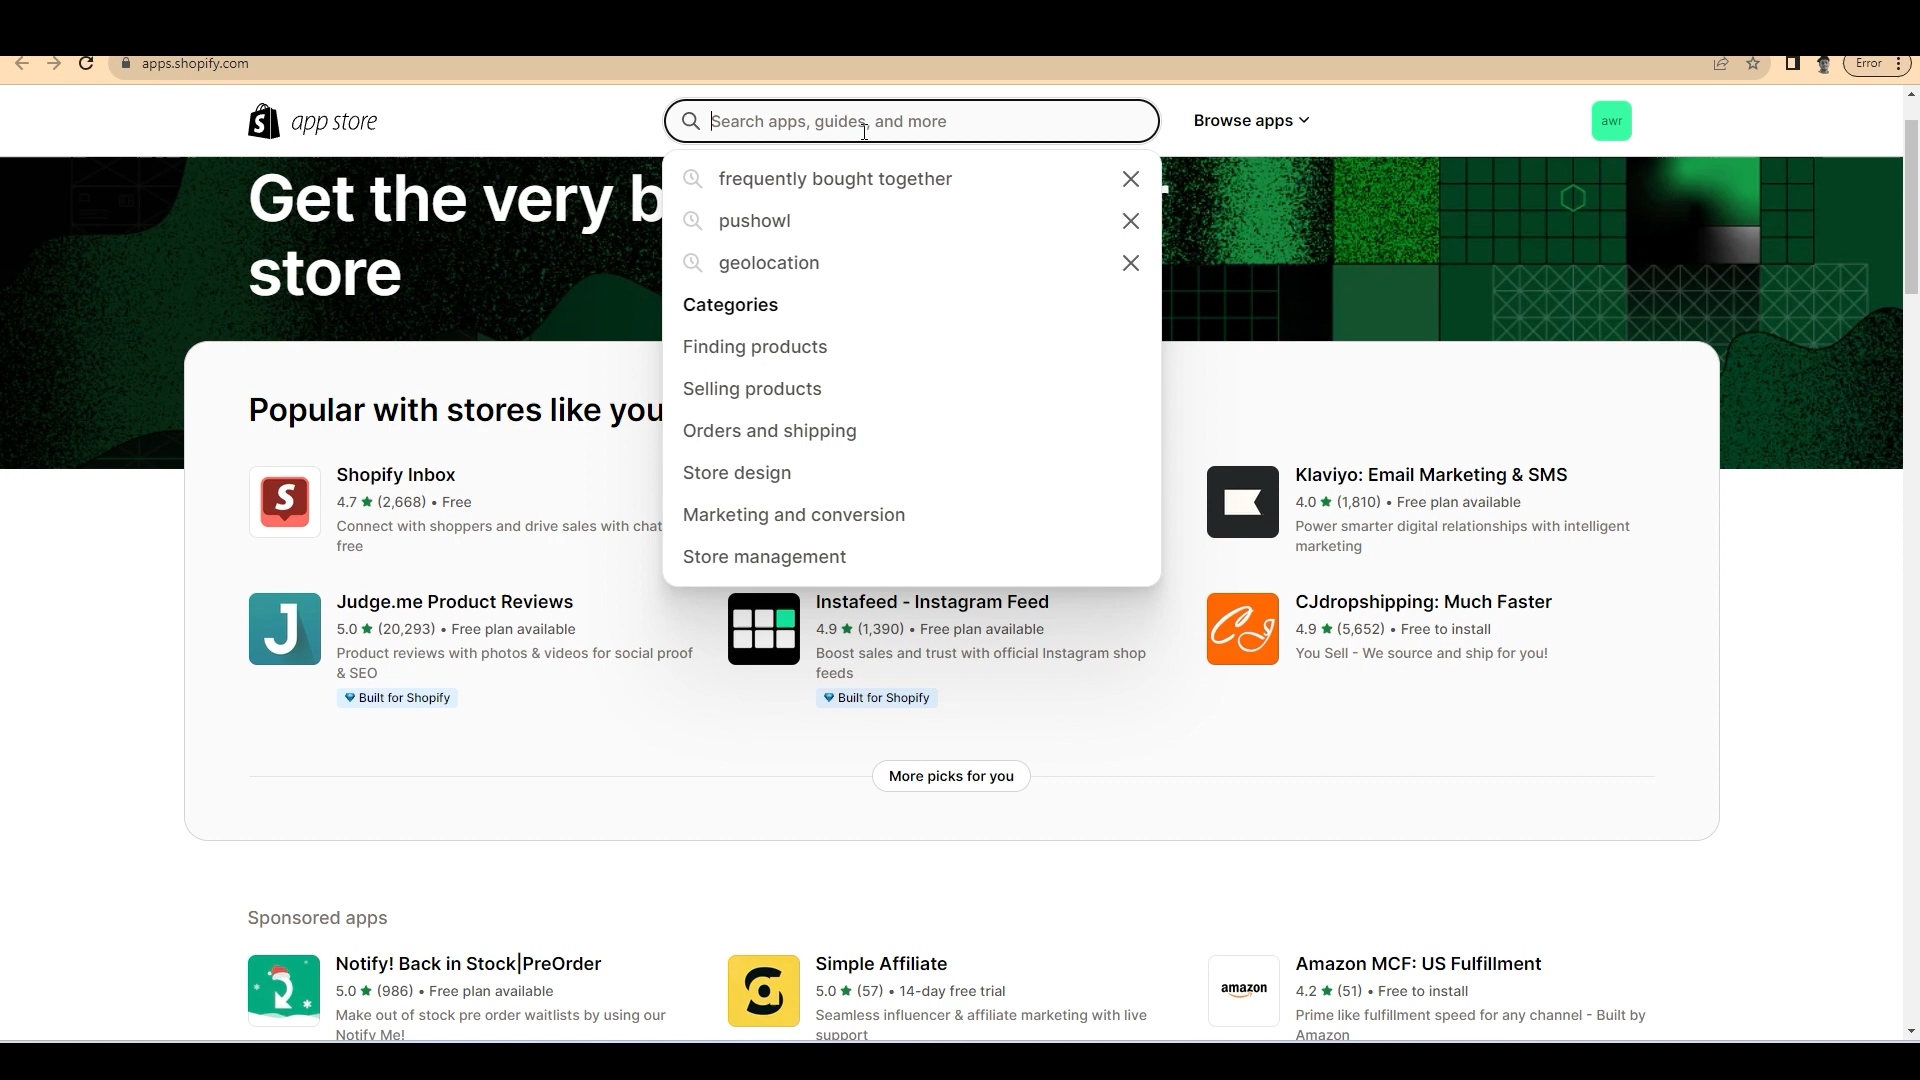 apps.shopify.com
Error
app store
Search apps, guides, and more
Browse apps
awr
frequently bought together
pushowl
geolocation
Categories
Finding products
Selling products
Orders and shipping
Store design
Marketing and conversion
Store management
Get the very b
store
Popular with stores like you
Shopify Inbox
4.7 ★ (2,668) • Free
Connect with shoppers and drive sales with chat
free
Klaviyo: Email Marketing & SMS
4.0 ★ (1,810) • Free plan available
Power smarter digital relationships with intelligent
marketing
Judge.me Product Reviews
5.0 ★ (20,293) • Free plan available
Product reviews with photos & videos for social proof
& SEO
Built for Shopify
Instafeed - Instagram Feed
4.9 ★ (1,390) • Free plan available
Boost sales and trust with official Instagram shop
feeds
Built for Shopify
CJdropshipping: Much Faster
4.9 ★ (5,652) • Free to install
You Sell - We source and ship for you!
More picks for you
Sponsored apps
Notify! Back in Stock|PreOrder
5.0 ★ (986) • Free plan available
Make out of stock pre order waitlists by using our
Notify Me!
Simple Affiliate
5.0 ★ (57) • 14-day free trial
Seamless influencer & affiliate marketing with live
support
amazon
Amazon MCF: US Fulfillment
4.2 ★ (51) • Free to install
Prime like fulfillment speed for any channel - Built by
Amazon